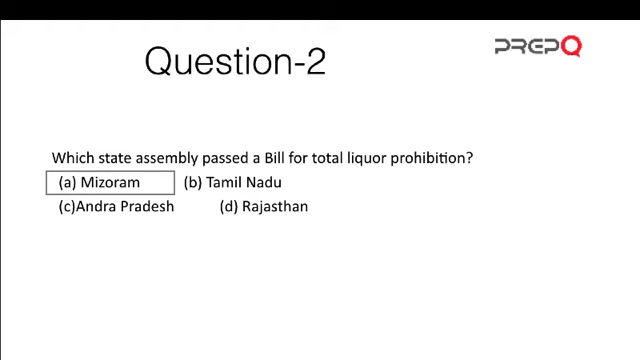 PREPQ
Question-2
Which state assembly passed a Bill for total liquor prohibition?
(a) Mizoram (b) Tamil Nadu
(c)Andra Pradesh (d) Rajasthan